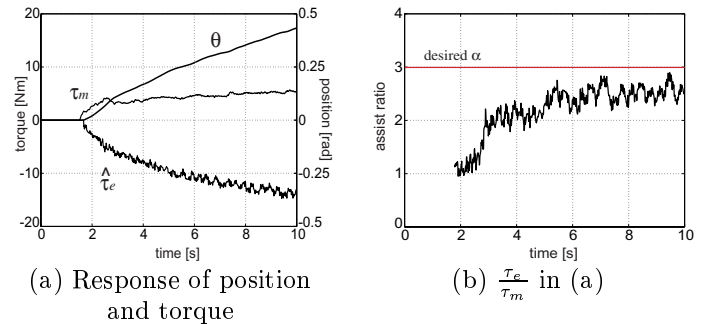 20
10
0
-10
-20
torque [Nm]
0.5
0.25
0
-0.25
-0.5
position [rad]
θ
τm
τ̂e
0 2 4 6 8 10
time [s]
(a) Response of position
and torque
4
3
2
1
0
assist ratio
desired α
0 2 4 6 8 10
time [s]
(b) τe/τm in (a)